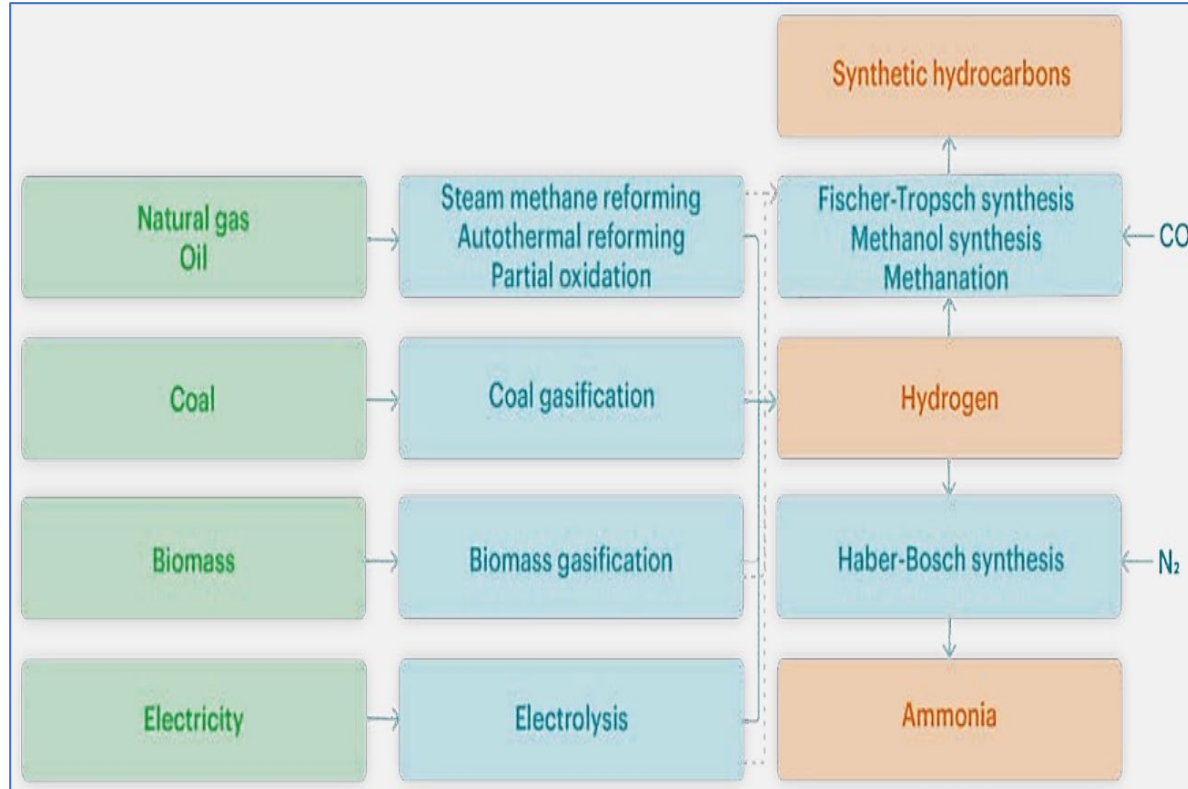 Synthetic hydrocarbons
Natural gas
Oil
Steam methane reforming
Autothermal reforming
Partial oxidation
Fischer-Tropsch synthesis
Methanol synthesis
Methanation
CO
Coal
Coal gasification
Hydrogen
Biomass
Biomass gasification
Haber-Bosch synthesis
N₂
Electricity
Electrolysis
Ammonia